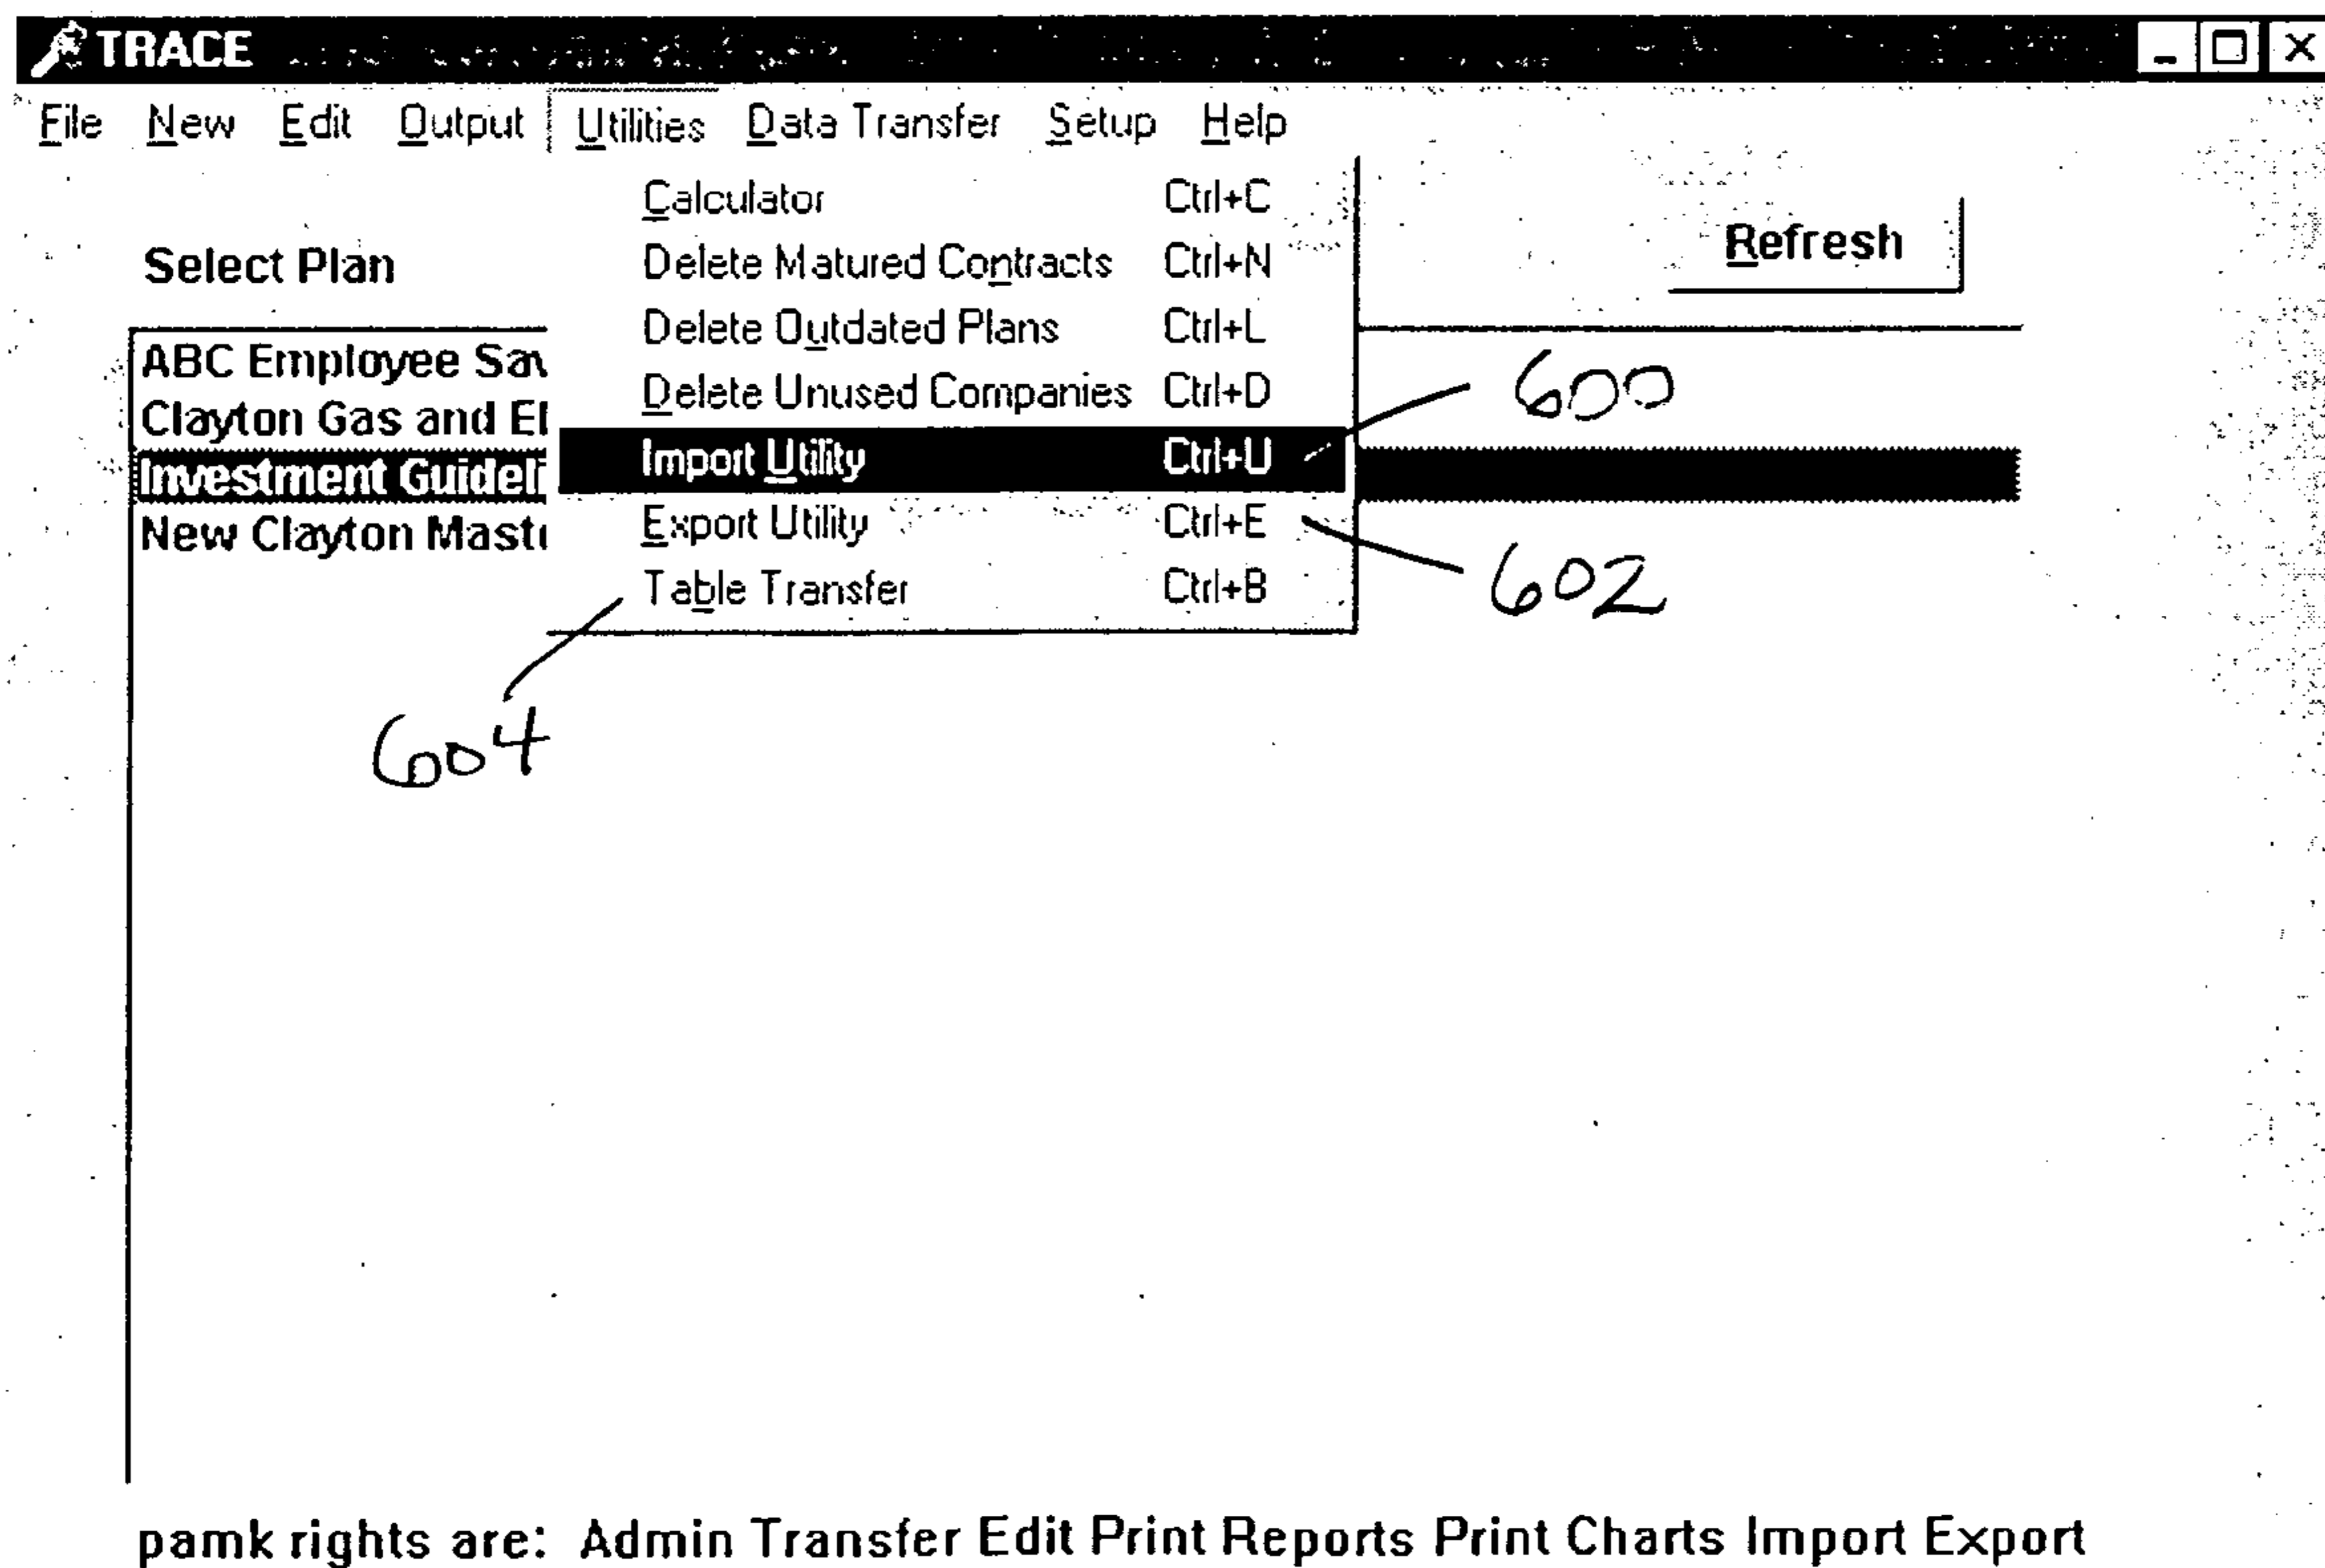 TRACE
File New Edit Output Utilities Data Transfer Setup Help
Calculator Ctrl+C
Refresh
Select Plan
Delete Matured Contracts Ctrl+N
Delete Outdated Plans Ctrl+L
ABC Employee Sav
Delete Unused Companies Ctrl+D
600
Clayton Gas and El
Import Utility Ctrl+U
Investment Guideli
Export Utility Ctrl+E
New Clayton Mast
602
Table Transfer Ctrl+B
604
pamk rights are: Admin Transfer Edit Print Reports Print Charts Import Export